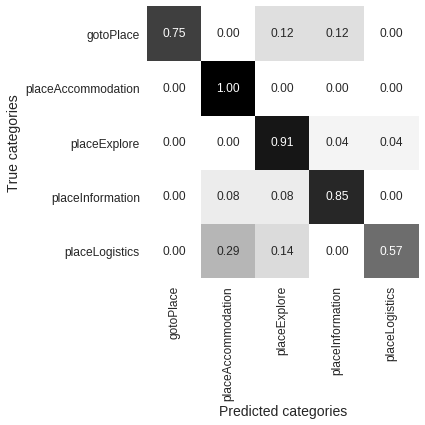 True categories
gotoPlace 0.75 0.00 0.12 0.12 0.00
placeAccommodation 0.00 1.00 0.00 0.00 0.00
placeExplore 0.00 0.00 0.91 0.04 0.04
placeInformation 0.00 0.08 0.08 0.85 0.00
placeLogistics 0.00 0.29 0.14 0.00 0.57
gotoPlace
placeAccommodation
placeExplore
placeInformation
placeLogistics
Predicted categories